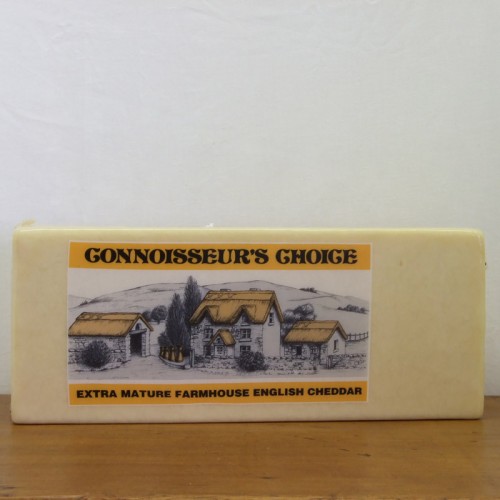 CONNOISSEUR'S CHOICE
EXTRA MATURE FARMHOUSE ENGLISH CHEDDAR